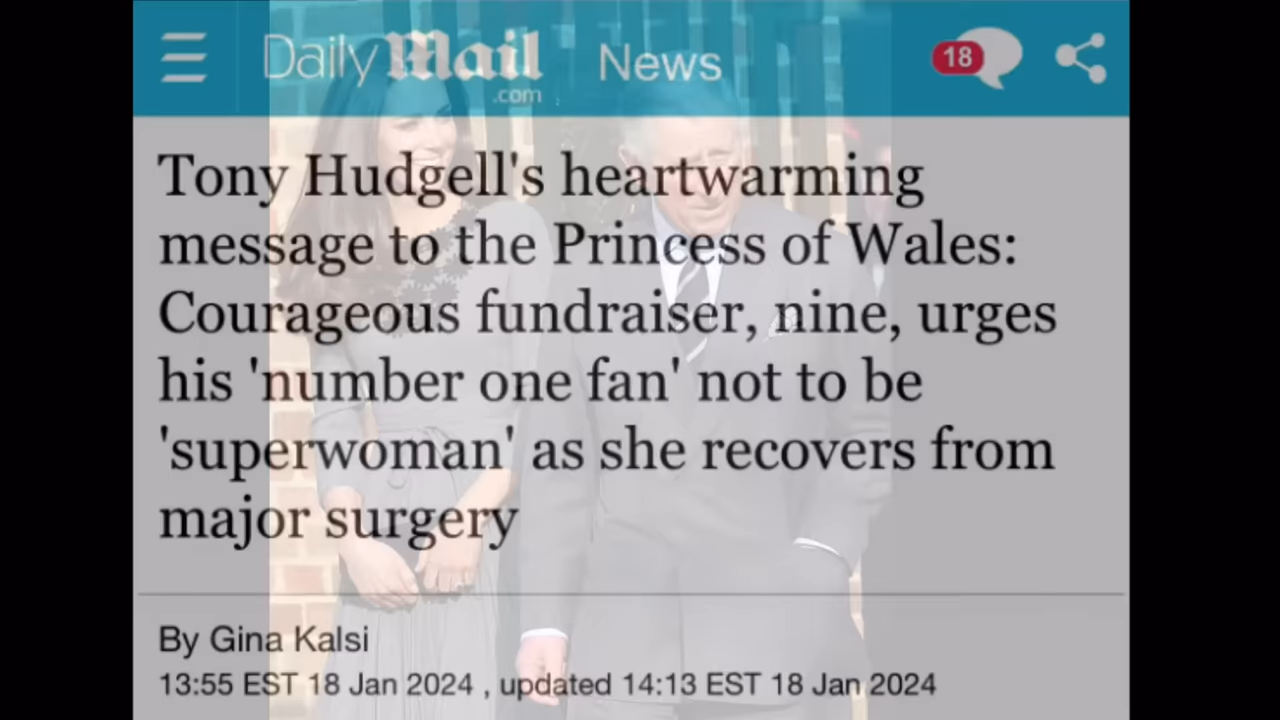 Daily Mail .com News 18
Tony Hudgell's heartwarming
message to the Princess of Wales:
Courageous fundraiser, nine, urges
his 'number one fan' not to be
'superwoman' as she recovers from
major surgery
By Gina Kalsi
13:55 EST 18 Jan 2024 , updated 14:13 EST 18 Jan 2024